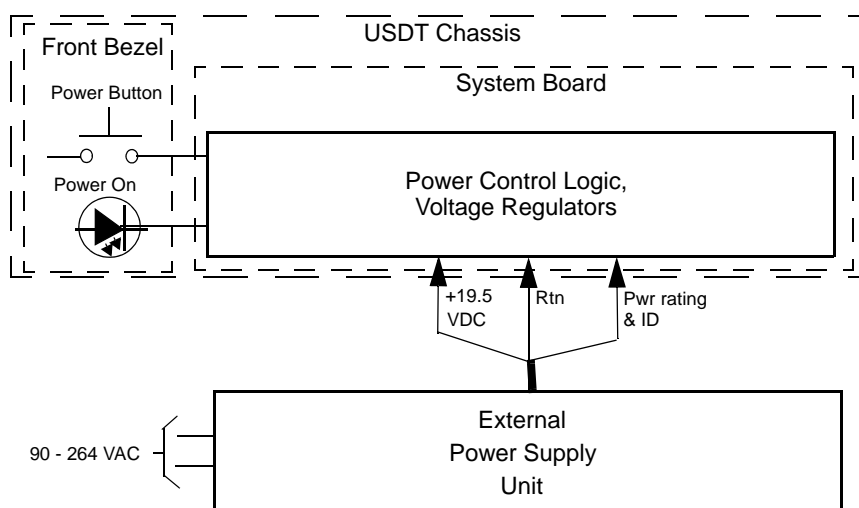 USDT Chassis
Front Bezel
System Board
Power Button
Power On
Power Control Logic,
Voltage Regulators
+19.5
VDC
Rtn
Pwr rating
& ID
External
Power Supply
Unit
90 - 264 VAC